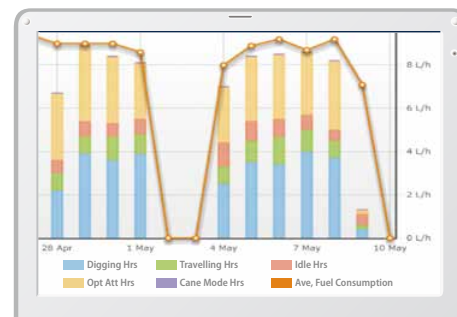 8 L/h
6 L/h
4 L/h
2 L/h
0 L/h
28 Apr 1 May 4 May 7 May 10 May
Digging Hrs Travelling Hrs Idle Hrs
Opt Att Hrs Cane Mode Hrs Ave, Fuel Consumption